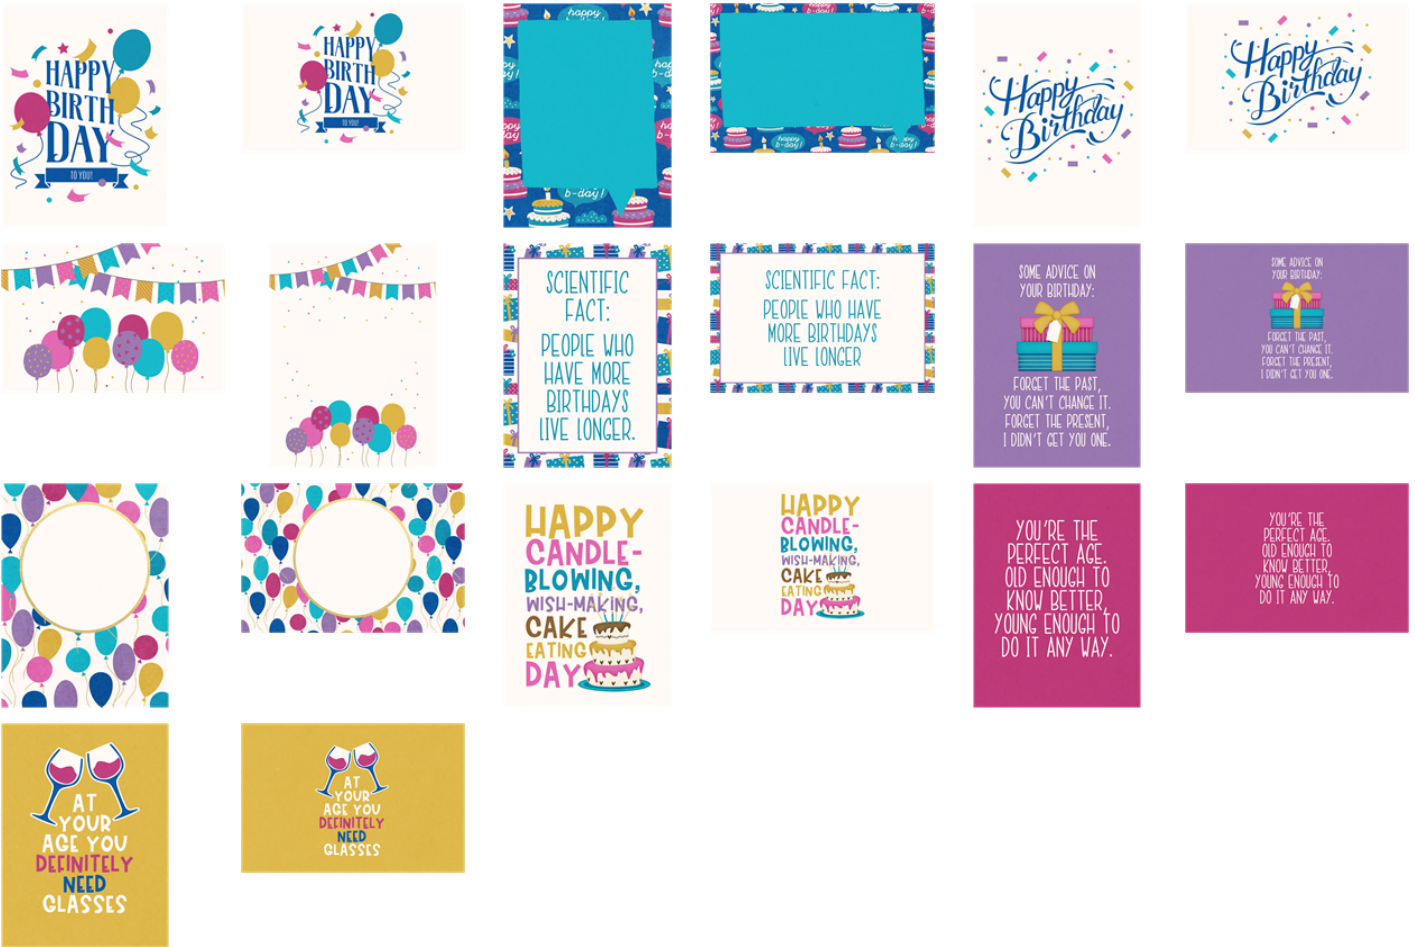 HAPPY
BIRTH
DAY
TO YOU!
HAPPY
BIRTH
DAY
TO YOU!
happy
b-day!
happy
b-day!
Happy
Birthday
Happy
Birthday
SCIENTIFIC
FACT:
PEOPLE WHO
HAVE MORE
BIRTHDAYS
LIVE LONGER.
SCIENTIFIC FACT:
PEOPLE WHO HAVE
MORE BIRTHDAYS
LIVE LONGER
SOME ADVICE ON
YOUR BIRTHDAY:
FORGET THE PAST,
YOU CAN'T CHANGE IT.
FORGET THE PRESENT,
I DIDN'T GET YOU ONE.
SOME ADVICE ON
YOUR BIRTHDAY:
FORGET THE PAST,
YOU CAN'T CHANGE IT.
FORGET THE PRESENT,
I DIDN'T GET YOU ONE.
HAPPY
CANDLE-
BLOWING,
WISH-MAKING,
CAKE
EATING
DAY
HAPPY
CANDLE-
BLOWING,
WISH-MAKING,
CAKE
EATING
DAY
YOU'RE THE
PERFECT AGE.
OLD ENOUGH TO
KNOW BETTER,
YOUNG ENOUGH TO
DO IT ANY WAY.
YOU'RE THE
PERFECT AGE.
OLD ENOUGH TO
KNOW BETTER,
YOUNG ENOUGH TO
DO IT ANY WAY.
AT
YOUR
AGE YOU
DEFINITELY
NEED
GLASSES
AT
YOUR
AGE YOU
DEFINITELY
NEED
GLASSES